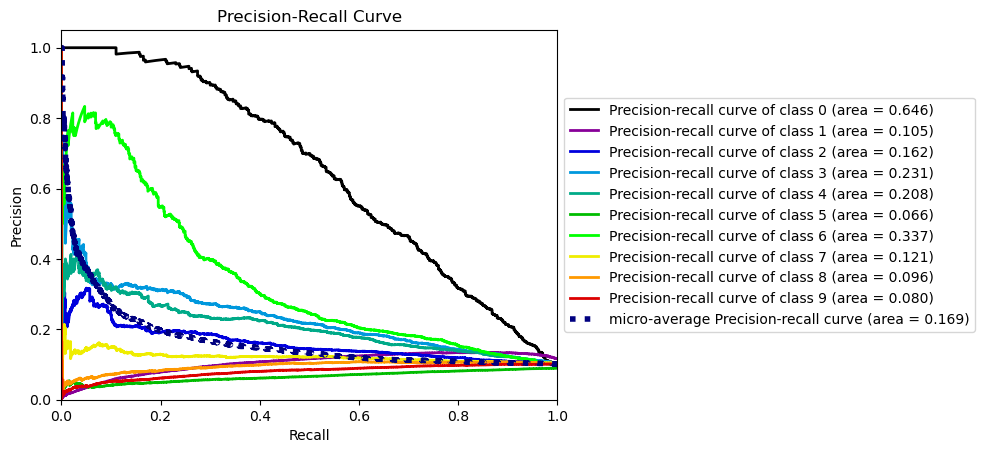 Precision-Recall Curve
1.0
0.8
0.6
0.4
0.2
0.0
Precision
0.0 0.2 0.4 0.6 0.8 1.0
Recall
Precision-recall curve of class 0 (area = 0.646)
Precision-recall curve of class 1 (area = 0.105)
Precision-recall curve of class 2 (area = 0.162)
Precision-recall curve of class 3 (area = 0.231)
Precision-recall curve of class 4 (area = 0.208)
Precision-recall curve of class 5 (area = 0.066)
Precision-recall curve of class 6 (area = 0.337)
Precision-recall curve of class 7 (area = 0.121)
Precision-recall curve of class 8 (area = 0.096)
Precision-recall curve of class 9 (area = 0.080)
micro-average Precision-recall curve (area = 0.169)